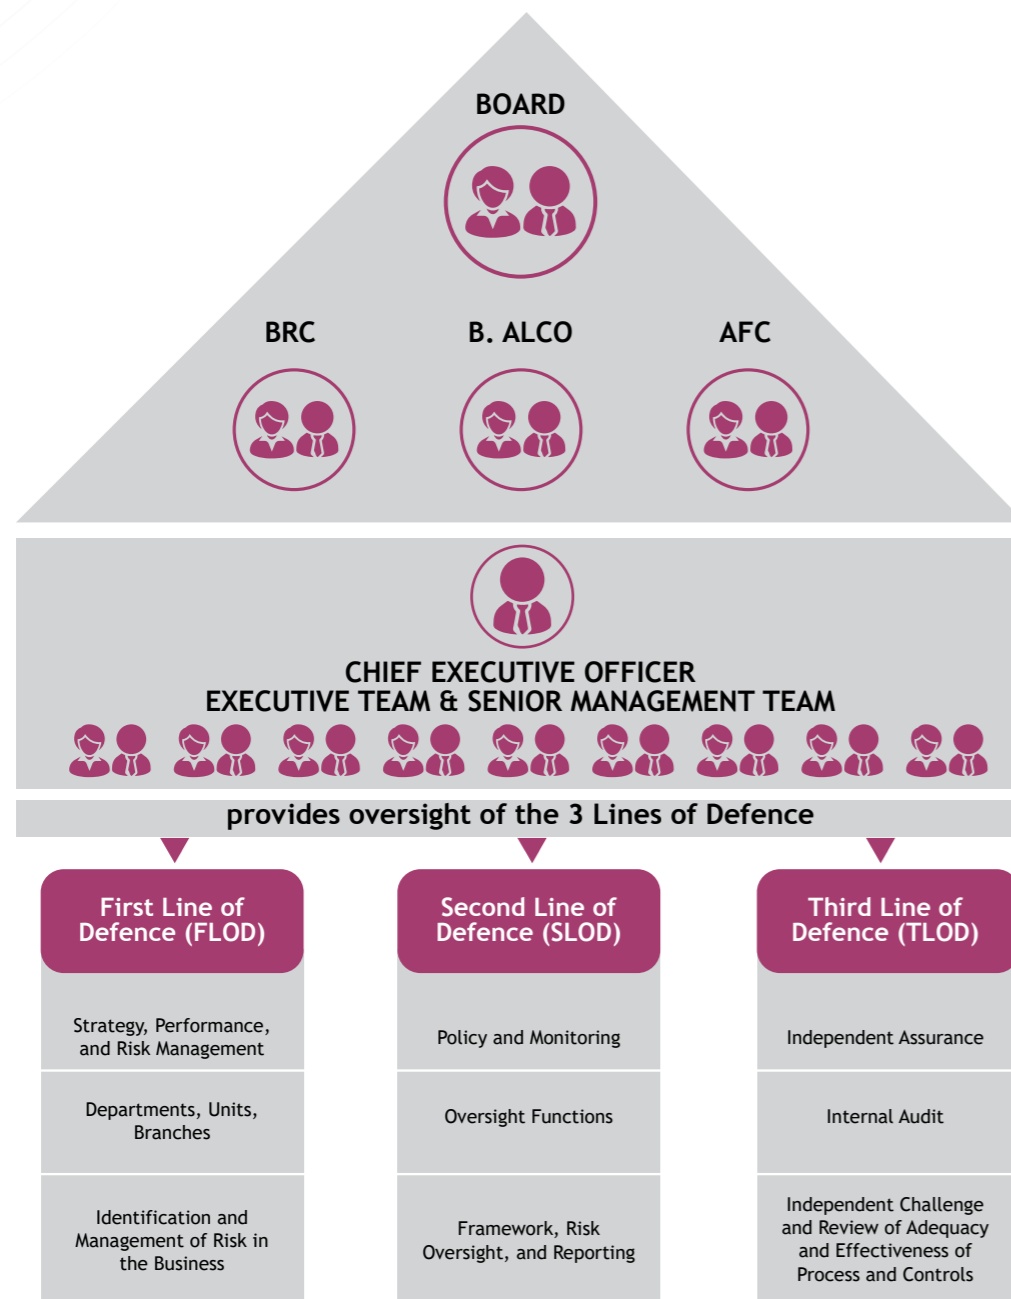 BOARD
BRC
B. ALCO
AFC
CHIEF EXECUTIVE OFFICER
EXECUTIVE TEAM & SENIOR MANAGEMENT TEAM
provides oversight of the 3 Lines of Defence
First Line of
Defence (FLOD)
Strategy, Performance,
and Risk Management
Departments, Units,
Branches
Identification and
Management of Risk in
the Business
Second Line of
Defence (SLOD)
Policy and Monitoring
Oversight Functions
Framework, Risk
Oversight, and Reporting
Third Line of
Defence (TLOD)
Independent Assurance
Internal Audit
Independent Challenge
and Review of Adequacy
and Effectiveness of
Process and Controls